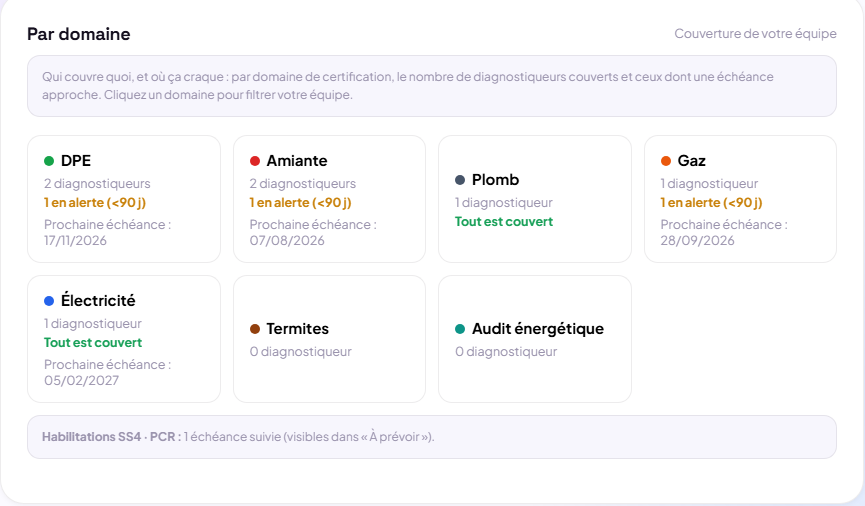 Par domaine
Couverture de votre équipe
Qui couvre quoi, et où ça craque : par domaine de certification, le nombre de diagnostiqueurs couverts et ceux dont une échéance
approche. Cliquez un domaine pour filtrer votre équipe.
DPE
2 diagnostiqueurs
1 en alerte (<90 j)
Prochaine échéance :
17/11/2026
Amiante
2 diagnostiqueurs
1 en alerte (<90 j)
Prochaine échéance :
07/08/2026
Plomb
1 diagnostiqueur
Tout est couvert
Gaz
1 diagnostiqueur
1 en alerte (<90 j)
Prochaine échéance :
28/09/2026
Électricité
1 diagnostiqueur
Tout est couvert
Prochaine échéance :
05/02/2027
Termites
0 diagnostiqueur
Audit énergétique
0 diagnostiqueur
Habilitations SS4 · PCR : 1 échéance suivie (visibles dans « À prévoir »).